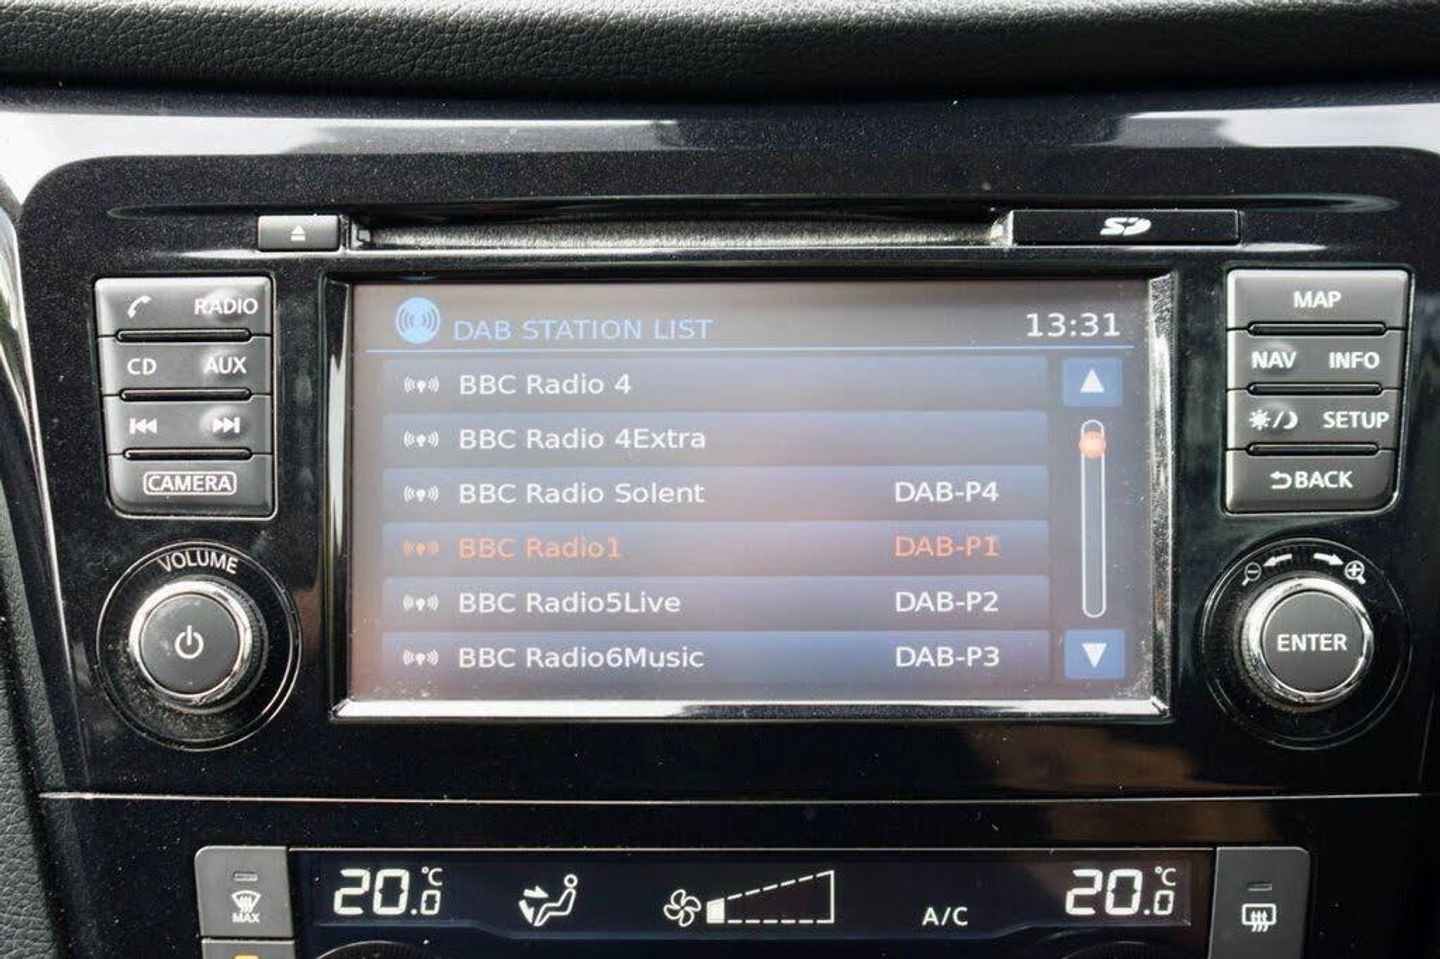 SD
RADIO
CD AUX
CAMERA
VOLUME
DAB STATION LIST 13:31
BBC Radio 4
BBC Radio 4Extra
BBC Radio Solent DAB-P4
BBC Radio1 DAB-P1
BBC Radio5Live DAB-P2
BBC Radio6Music DAB-P3
MAP
NAV INFO
SETUP
BACK
ENTER
MAX
20.0 °C A/C 20.0 °C